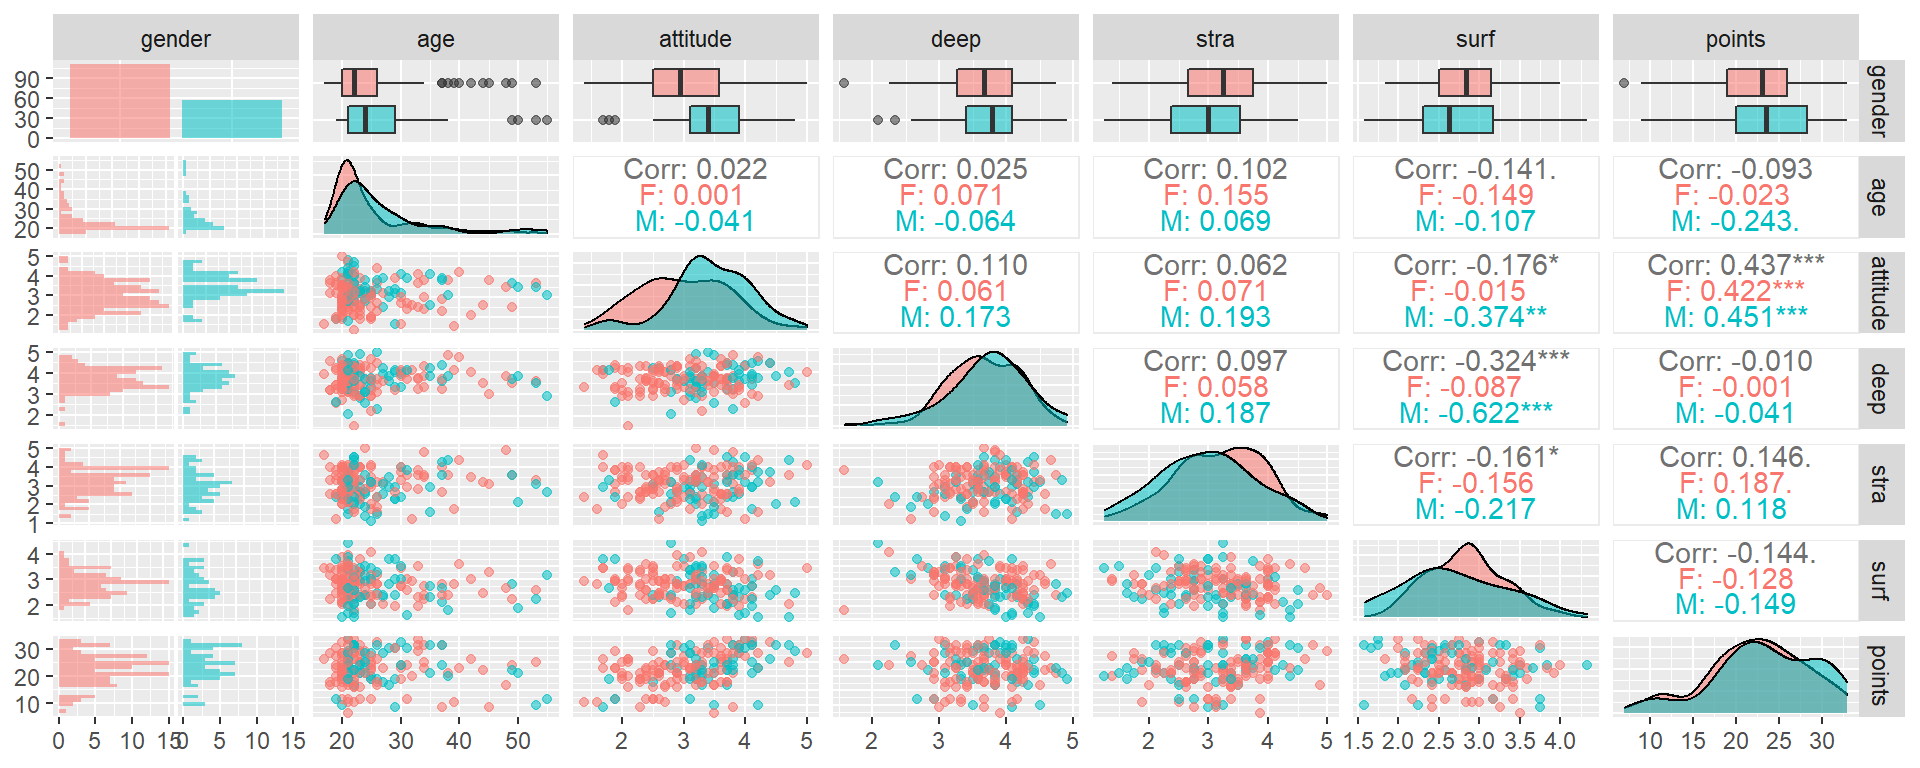 gender age attitude deep stra surf points
90
60
30
0
gender
50
40
30
20
Corr: 0.022
F: 0.001
M: -0.041
Corr: 0.025
F: 0.071
M: -0.064
Corr: 0.102
F: 0.155
M: 0.069
Corr: -0.141.
F: -0.149
M: -0.107
Corr: -0.093
F: -0.023
M: -0.243.
age
5
4
3
2
Corr: 0.110
F: 0.061
M: 0.173
Corr: 0.062
F: 0.071
M: 0.193
Corr: -0.176*
F: -0.015
M: -0.374**
Corr: 0.437***
F: 0.422***
M: 0.451***
attitude
5
4
3
2
Corr: 0.097
F: 0.058
M: 0.187
Corr: -0.324***
F: -0.087
M: -0.622***
Corr: -0.010
F: -0.001
M: -0.041
deep
5
4
3
2
1
Corr: -0.161*
F: -0.156
M: -0.217
Corr: 0.146.
F: 0.187.
M: 0.118
stra
4
3
2
Corr: -0.144.
F: -0.128
M: -0.149
surf
30
20
10
points
0 5 10 15 0 5 10 15 20 30 40 50 2 3 4 5 2 3 4 5 2 3 4 5 1.5 2.0 2.5 3.0 3.5 4.0 10 15 20 25 30